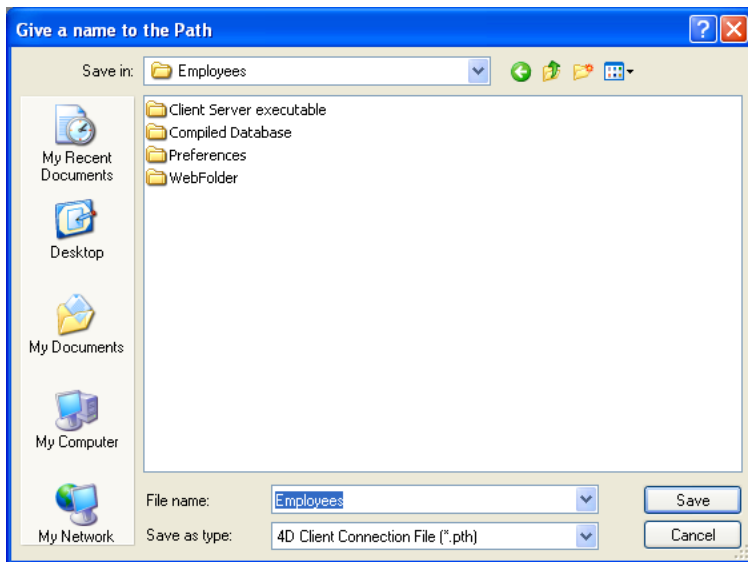 Give a name to the Path
Save in:
Employees
My Recent
Documents
Desktop
My Documents
My Computer
My Network
Client Server executable
Compiled Database
Preferences
WebFolder
File name:
Employees
Save
Save as type:
4D Client Connection File (*.pth)
Cancel